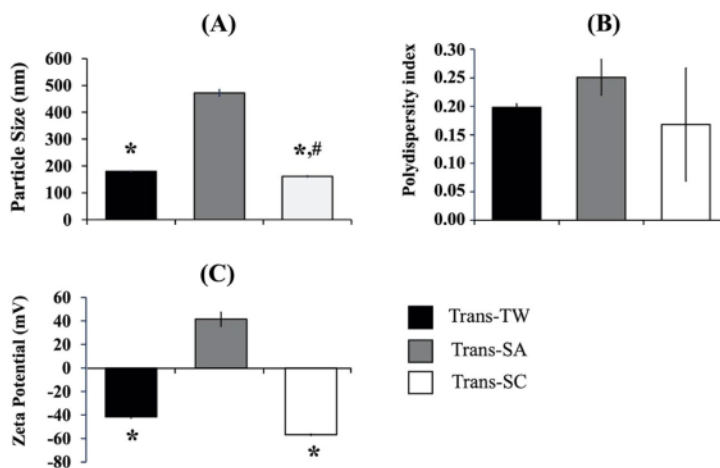 (A)
Particle Size (nm)
600
500
400
300
200
100
0
*
*,#
(B)
Polydispersity index
0.30
0.25
0.20
0.15
0.10
0.05
0.00
(C)
Zeta Potential (mV)
60
40
20
0
-20
-40
-60
-80
*
*
Trans-TW
Trans-SA
Trans-SC